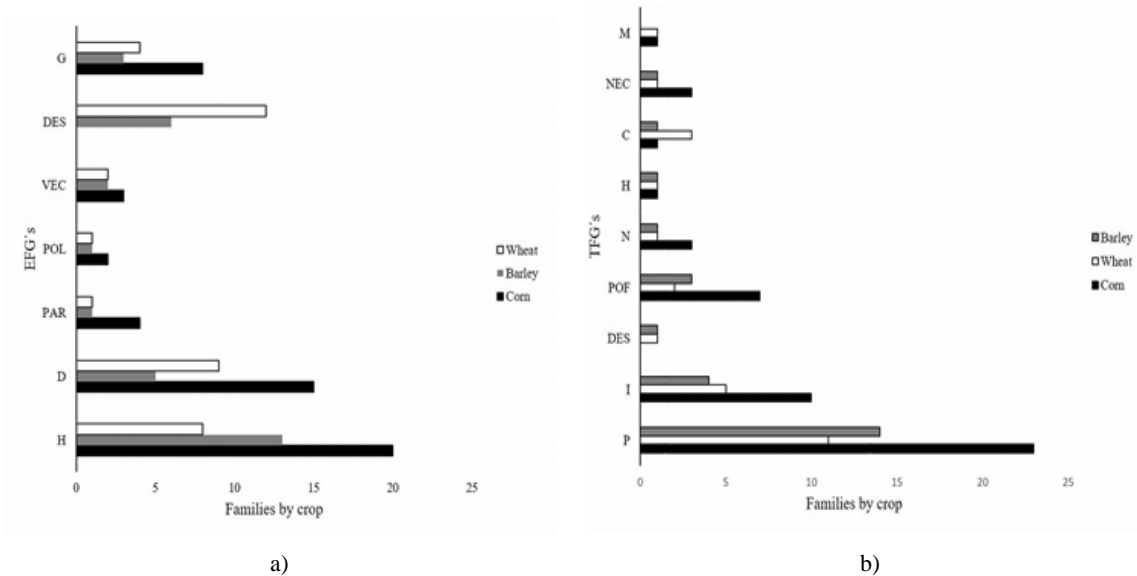 G
DES
VEC
POL
PAR
D
H
EFG´s
0 5 10 15 20 25
Families by crop
Wheat
Barley
Corn
a)
M
NEC
C
H
N
POF
DES
I
P
TFG´s
0 5 10 15 20 25
Families by crop
Barley
Wheat
Corn
b)